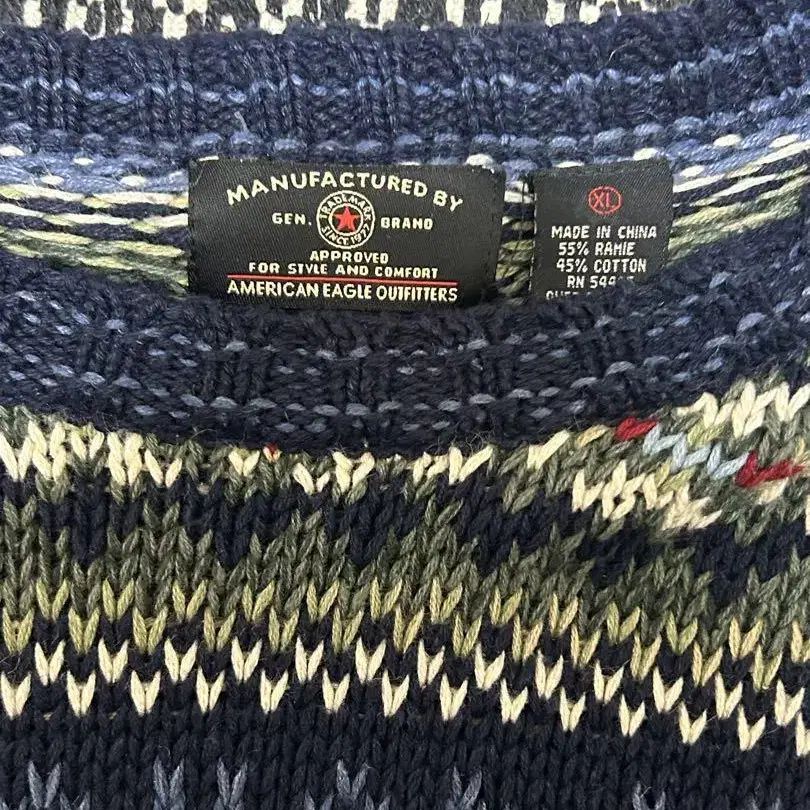 MANUFACTURED BY
GEN. TRADEMARK SINCE 1977 BRAND
APPROVED
FOR STYLE AND COMFORT
AMERICAN EAGLE OUTFITTERS
XL
MADE IN CHINA
55% RAMIE
45% COTTON
RN